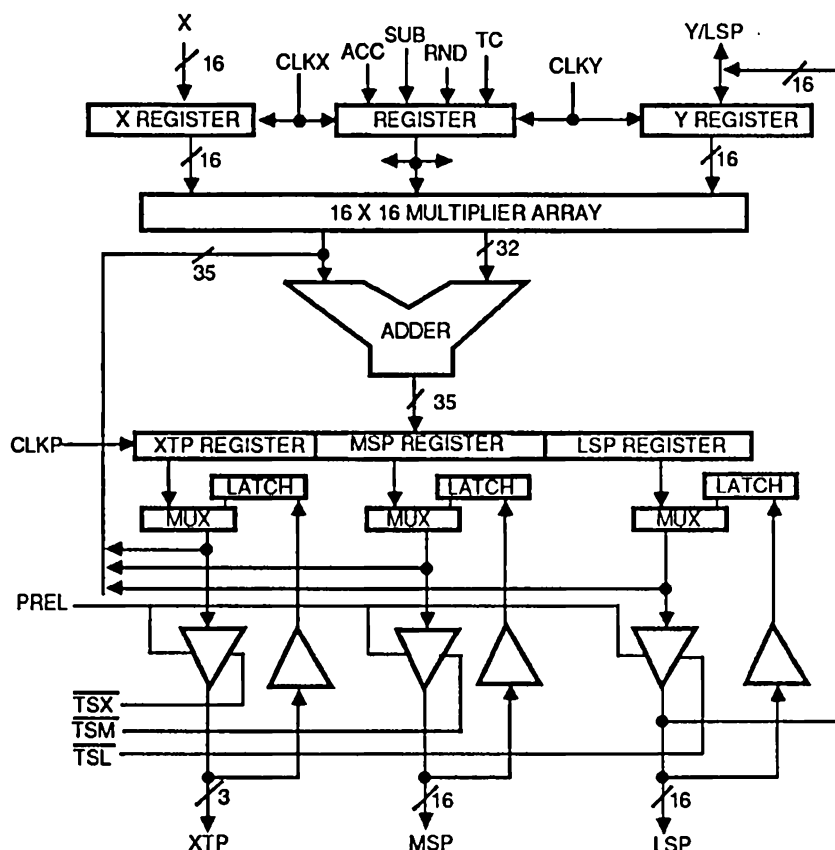 X
SUB
TC
Y/LSP
ACC
RND
CLKX
CLKY
16
16
X REGISTER
REGISTER
Y REGISTER
16
16
16 X 16 MULTIPLIER ARRAY
35
32
ADDER
35
CLKP
XTP REGISTER
MSP REGISTER
LSP REGISTER
LATCH
LATCH
LATCH
MUX
MUX
MUX
PREL
TSX
TSM
TSL
3
16
16
XTP
MSP
LSP